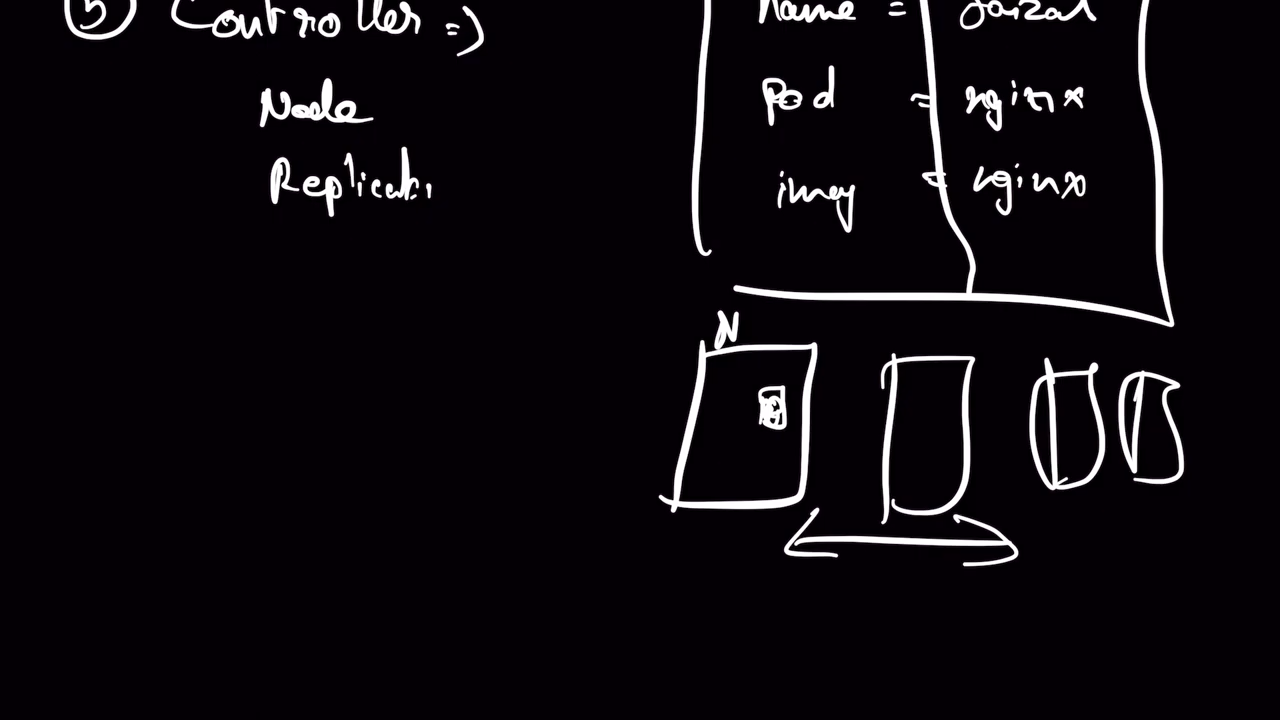 5 Controller =>
Node
Replicati
Name = faizal
Pod = nginx
imag = nginx
N